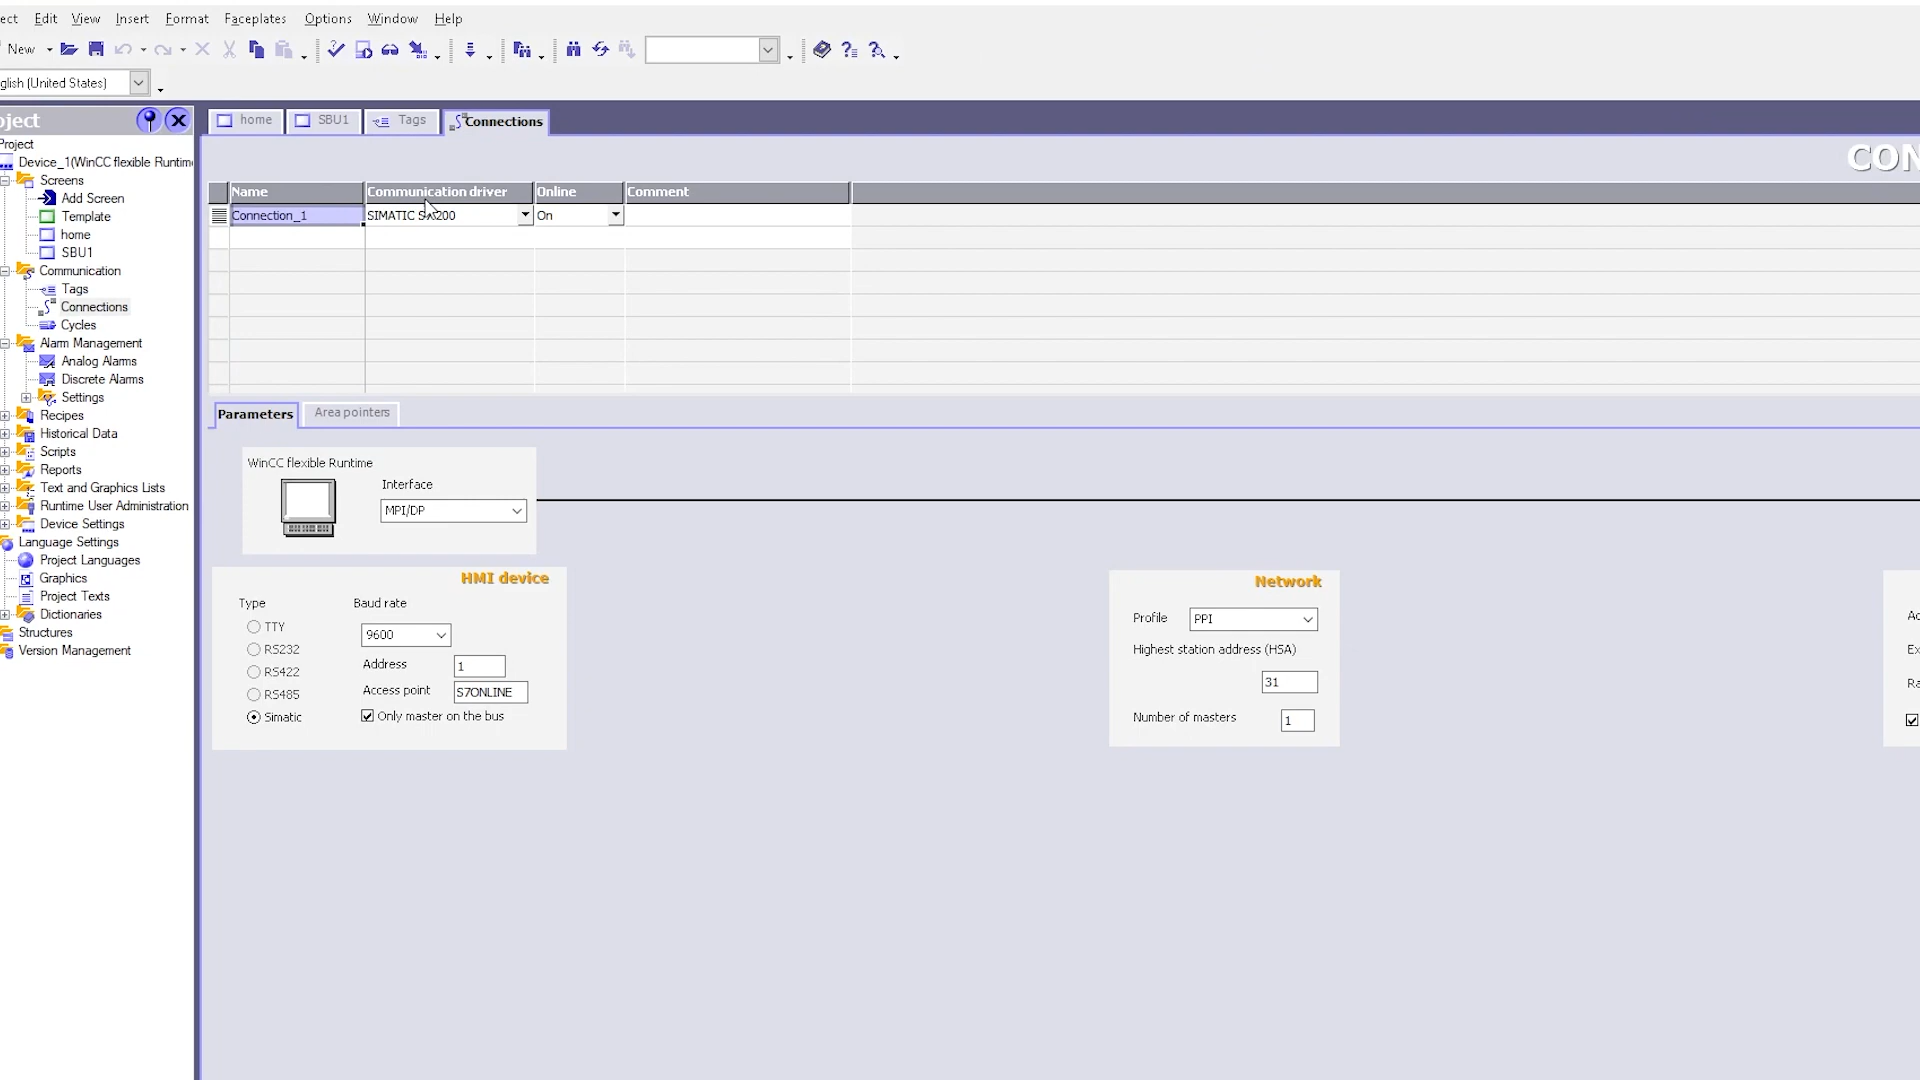 ect Edit View Insert Format Faceplates Options Window Help
New
glish (United States)
oject
home SBU1 Tags Connections
Project
Device_1(WinCC flexible Runtim
Screens
Add Screen
Template
home
SBU1
Communication
Tags
Connections
Cycles
Alarm Management
Analog Alarms
Discrete Alarms
Settings
Recipes
Historical Data
Scripts
Reports
Text and Graphics Lists
Runtime User Administration
Device Settings
Language Settings
Project Languages
Graphics
Project Texts
Dictionaries
Structures
Version Management
CON
Name Communication driver Online Comment
Connection_1 SIMATIC S7 200 On
Parameters Area pointers
WinCC flexible Runtime
Interface
MPI/DP
HMI device
Type Baud rate
TTY
9600
RS232
Address 1
RS422
Access point S7ONLINE
RS485
Simatic
Only master on the bus
Network
Profile PPI
Highest station address (HSA)
31
Number of masters 1
Ac
Ex
Ra